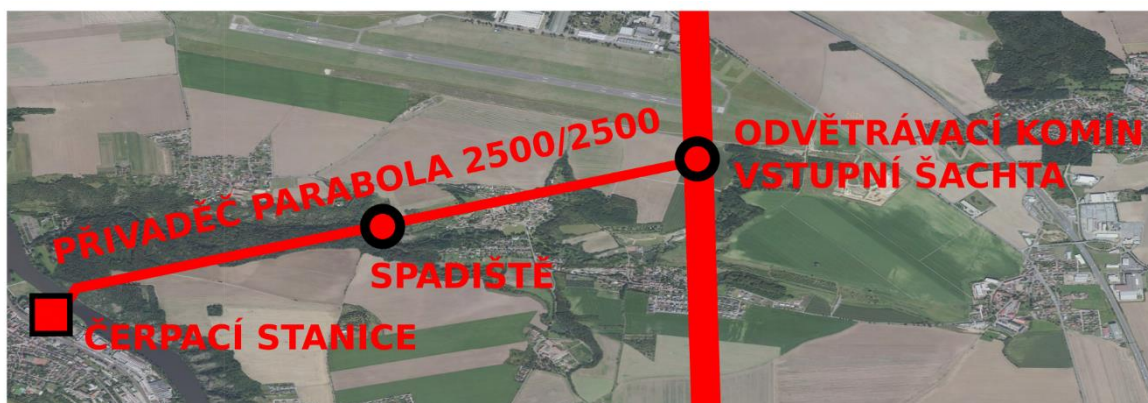 PŘIVADĚČ PARABOLA 2500/2500
ODVĚTRÁVACÍ KOMÍN
VSTUPNÍ ŠACHTA
SPADIŠTĚ
ČERPACÍ STANICE